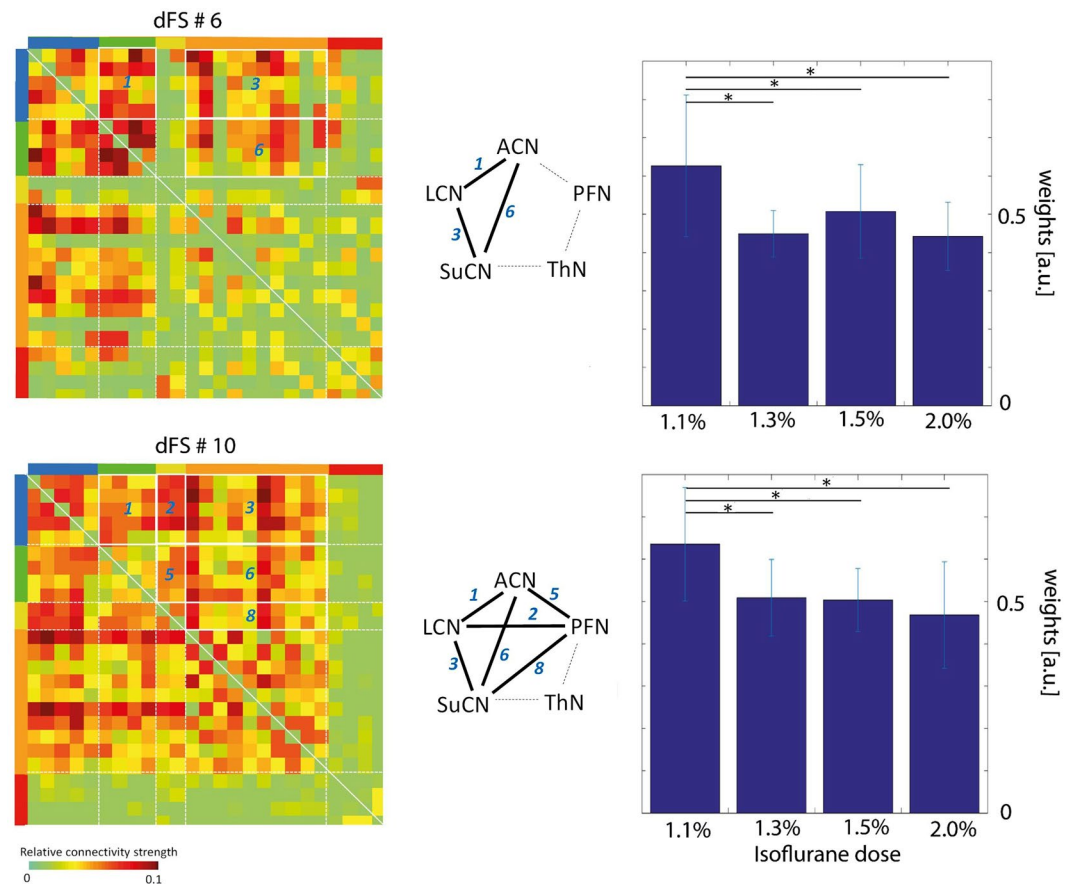 dFS # 6
1
3
6
ACN
1
LCN
PFN
6
3
SuCN
ThN
*
*
*
0.5
weights [a.u.]
0
1.1%
1.3%
1.5%
2.0%
dFS # 10
1
2
3
5
6
8
ACN
1
5
2
LCN
PFN
3
6
8
SuCN
ThN
*
*
*
0.5
weights [a.u.]
0
1.1%
1.3%
1.5%
2.0%
Isoflurane dose
Relative connectivity strength
0
0.1